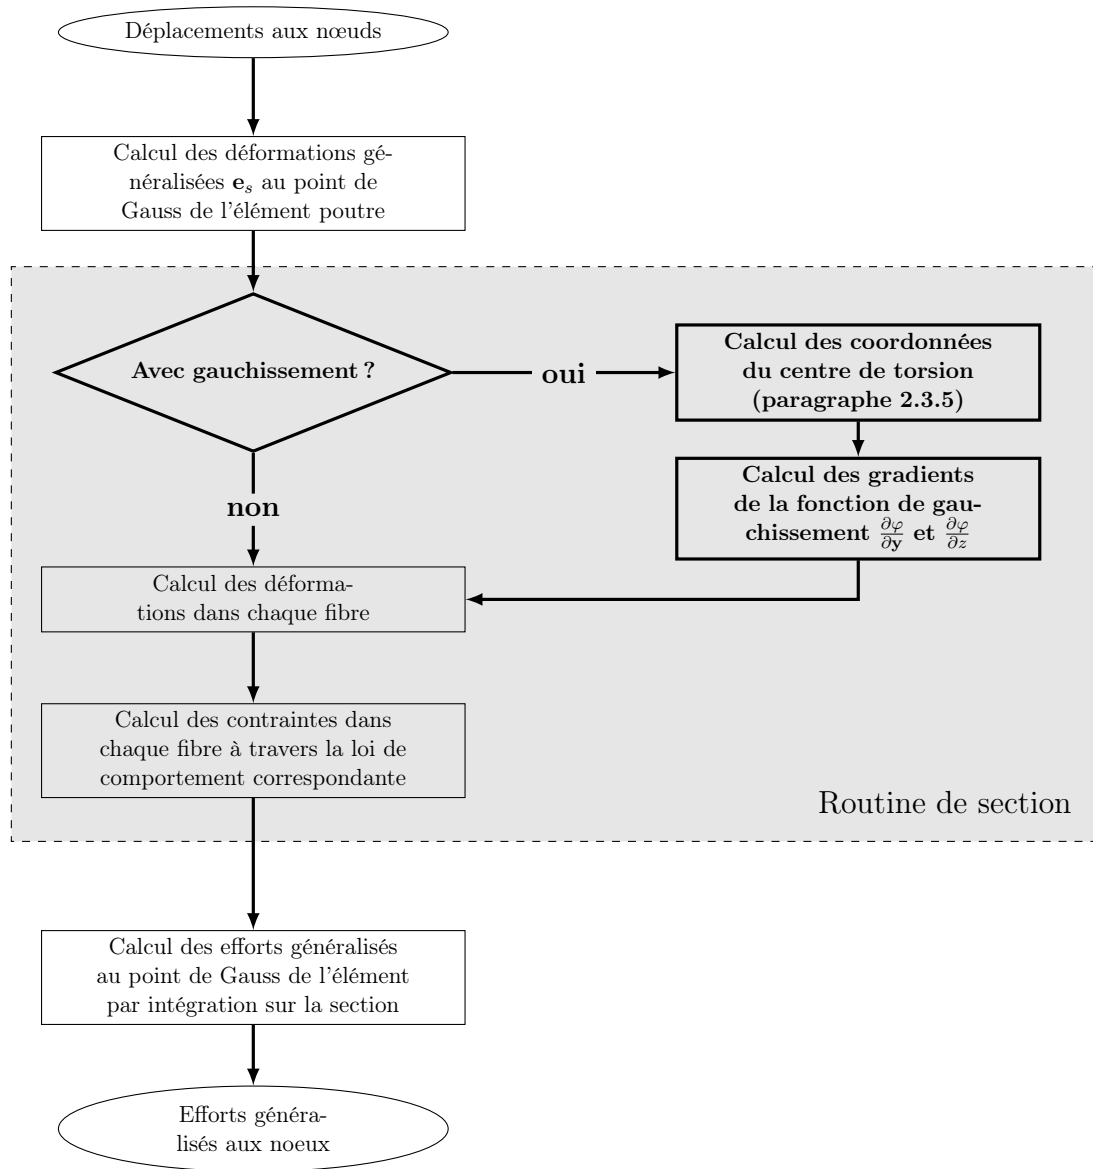 Déplacements aux nœuds
Calcul des déformations gé-
néralisées e_s au point de
Gauss de l'élément poutre
Avec gauchissement ?
oui
Calcul des coordonnées
du centre de torsion
(paragraphe 2.3.5)
Calcul des gradients
de la fonction de gau-
chissement ∂φ/∂y et ∂φ/∂z
non
Calcul des déforma-
tions dans chaque fibre
Calcul des contraintes dans
chaque fibre à travers la loi de
comportement correspondante
Routine de section
Calcul des efforts généralisés
au point de Gauss de l'élément
par intégration sur la section
Efforts généra-
lisés aux noeux